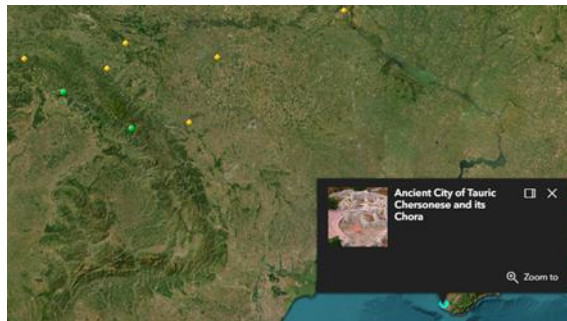 Ancient City of Tauric
Chersonese and its
Chora
Zoom to